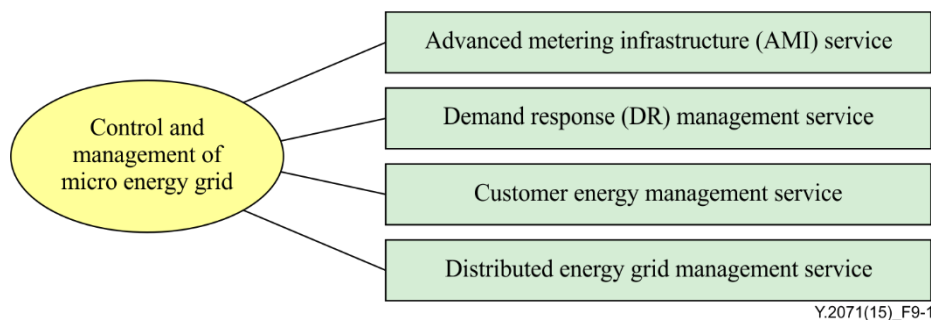 Advanced metering infrastructure (AMI) service
Demand response (DR) management service
Control and
management of
micro energy grid
Customer energy management service
Distributed energy grid management service
Y.2071(15)_F9-1